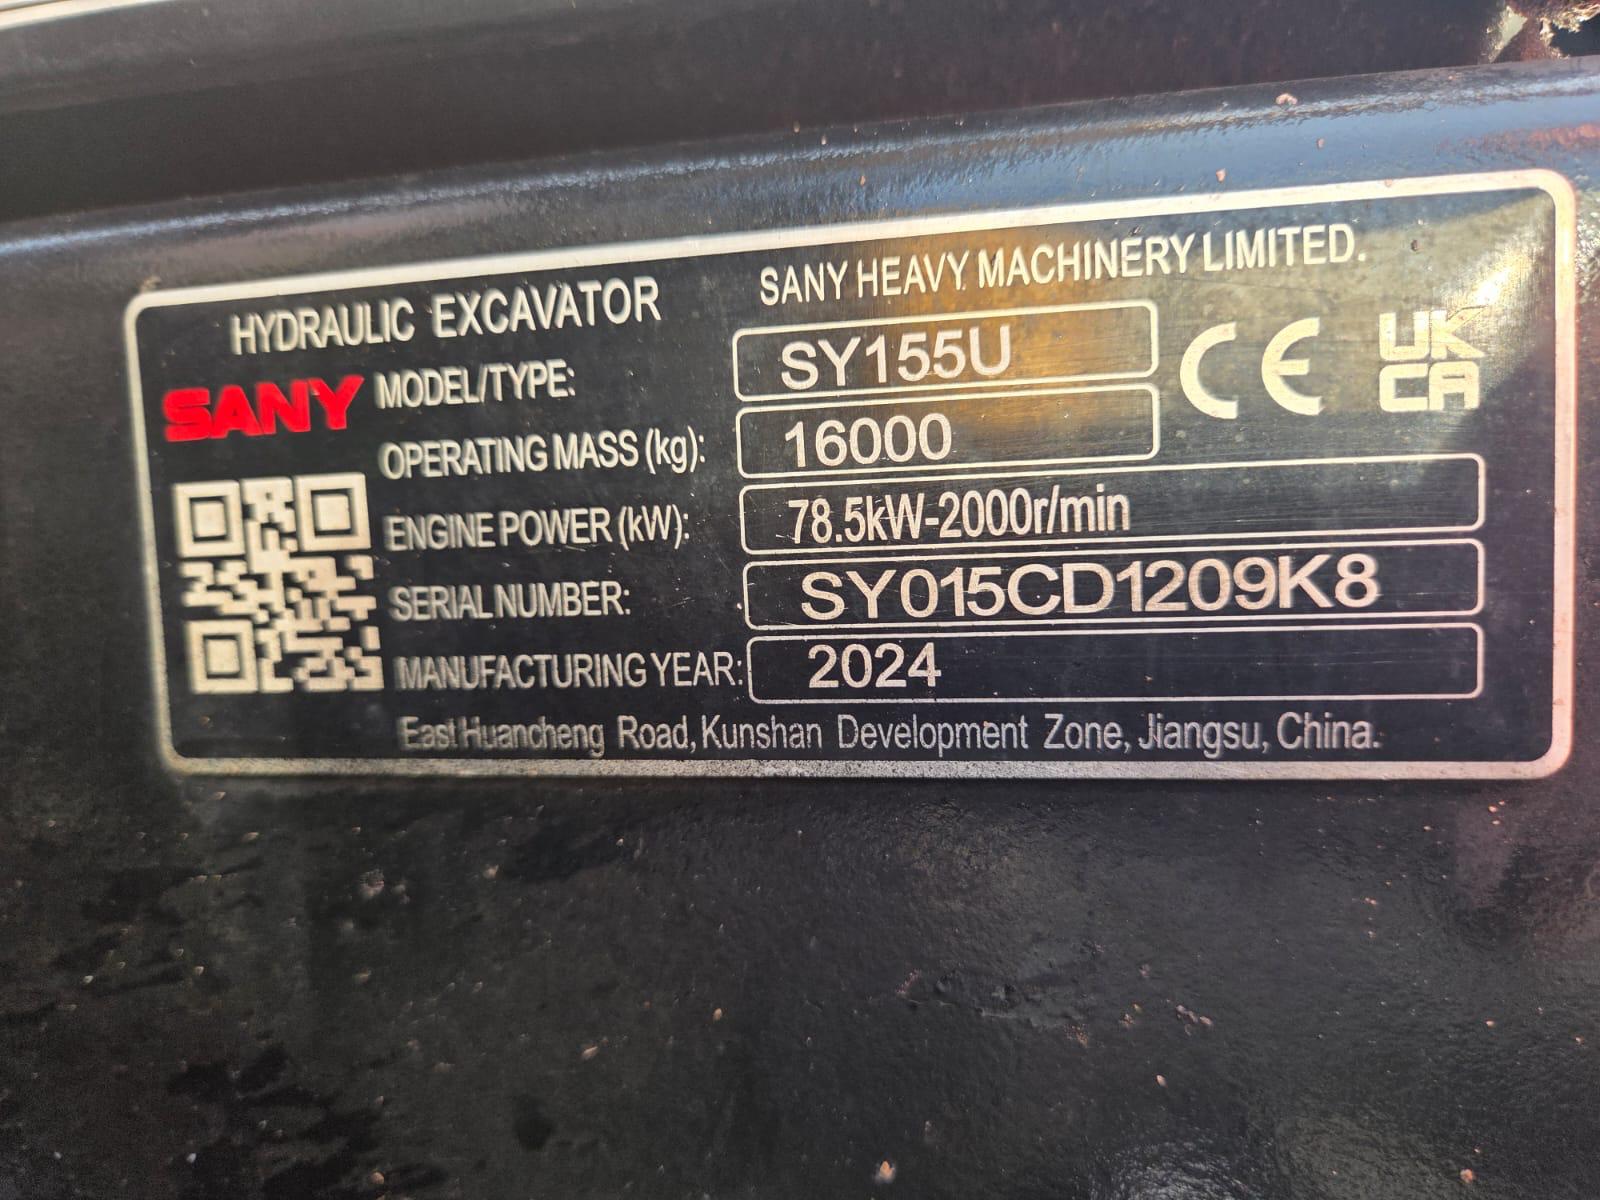 HYDRAULIC EXCAVATOR
SANY HEAVY MACHINERY LIMITED.
SANY
MODEL/TYPE: SY155U
CE UK CA
OPERATING MASS (kg): 16000
ENGINE POWER (kW): 78.5kW-2000r/min
SERIAL NUMBER: SY015CD1209K8
MANUFACTURING YEAR: 2024
East Huancheng Road, Kunshan Development Zone, Jiangsu, China.